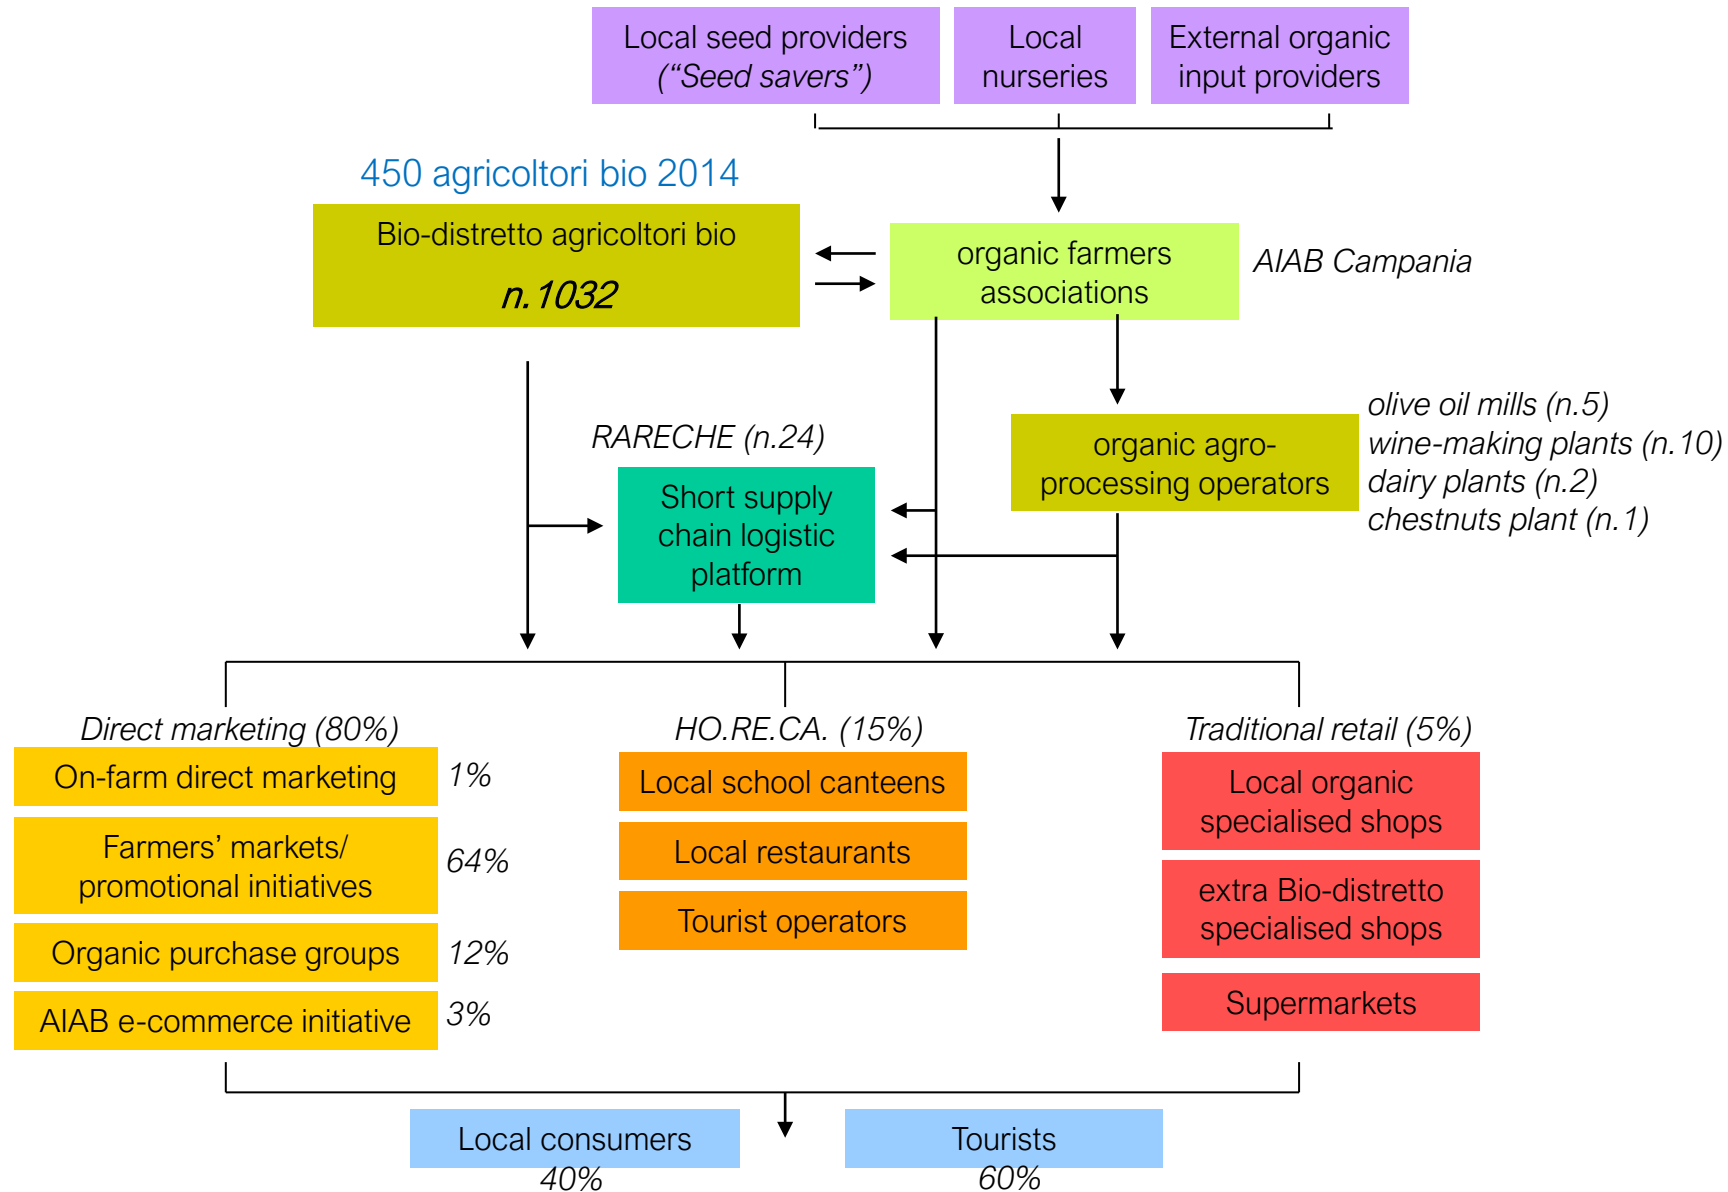 Local seed providers
(“Seed savers”)
Local
nurseries
External organic
input providers
450 agricoltori bio 2014
Bio-distretto agricoltori bio
n.1032
organic farmers
associations
AIAB Campania
RARECHE (n.24)
Short supply
chain logistic
platform
organic agro-
processing operators
olive oil mills (n.5)
wine-making plants (n.10)
dairy plants (n.2)
chestnuts plant (n.1)
Direct marketing (80%)
On-farm direct marketing
1%
Farmers’ markets/
promotional initiatives
64%
Organic purchase groups
12%
AIAB e-commerce initiative
3%
HO.RE.CA. (15%)
Local school canteens
Local restaurants
Tourist operators
Traditional retail (5%)
Local organic
specialised shops
extra Bio-distretto
specialised shops
Supermarkets
Local consumers
40%
Tourists
60%